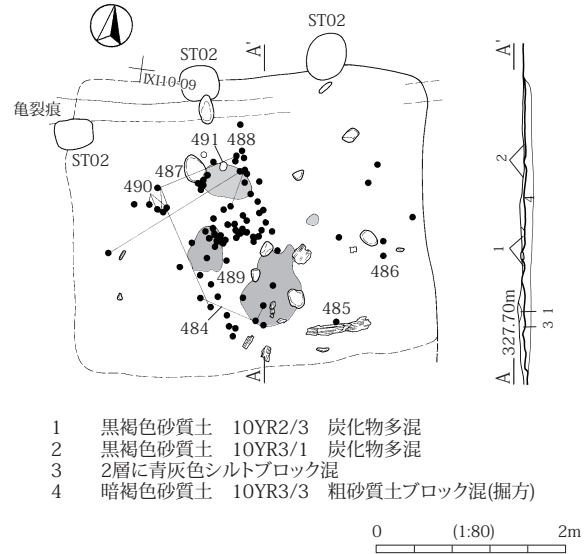 ST02
ST02
A'
A'
IX110-09
亀裂痕
ST02
491 488
487
490
2
4
1
486
489
485
484
327.70m
3 1
A
A
1 黒褐色砂質土 10YR2/3 炭化物多混
2 黒褐色砂質土 10YR3/1 炭化物多混
3 2層に青灰色シルトブロック混
4 暗褐色砂質土 10YR3/3 粗砂質土ブロック混(掘方)
0 (1:80) 2m